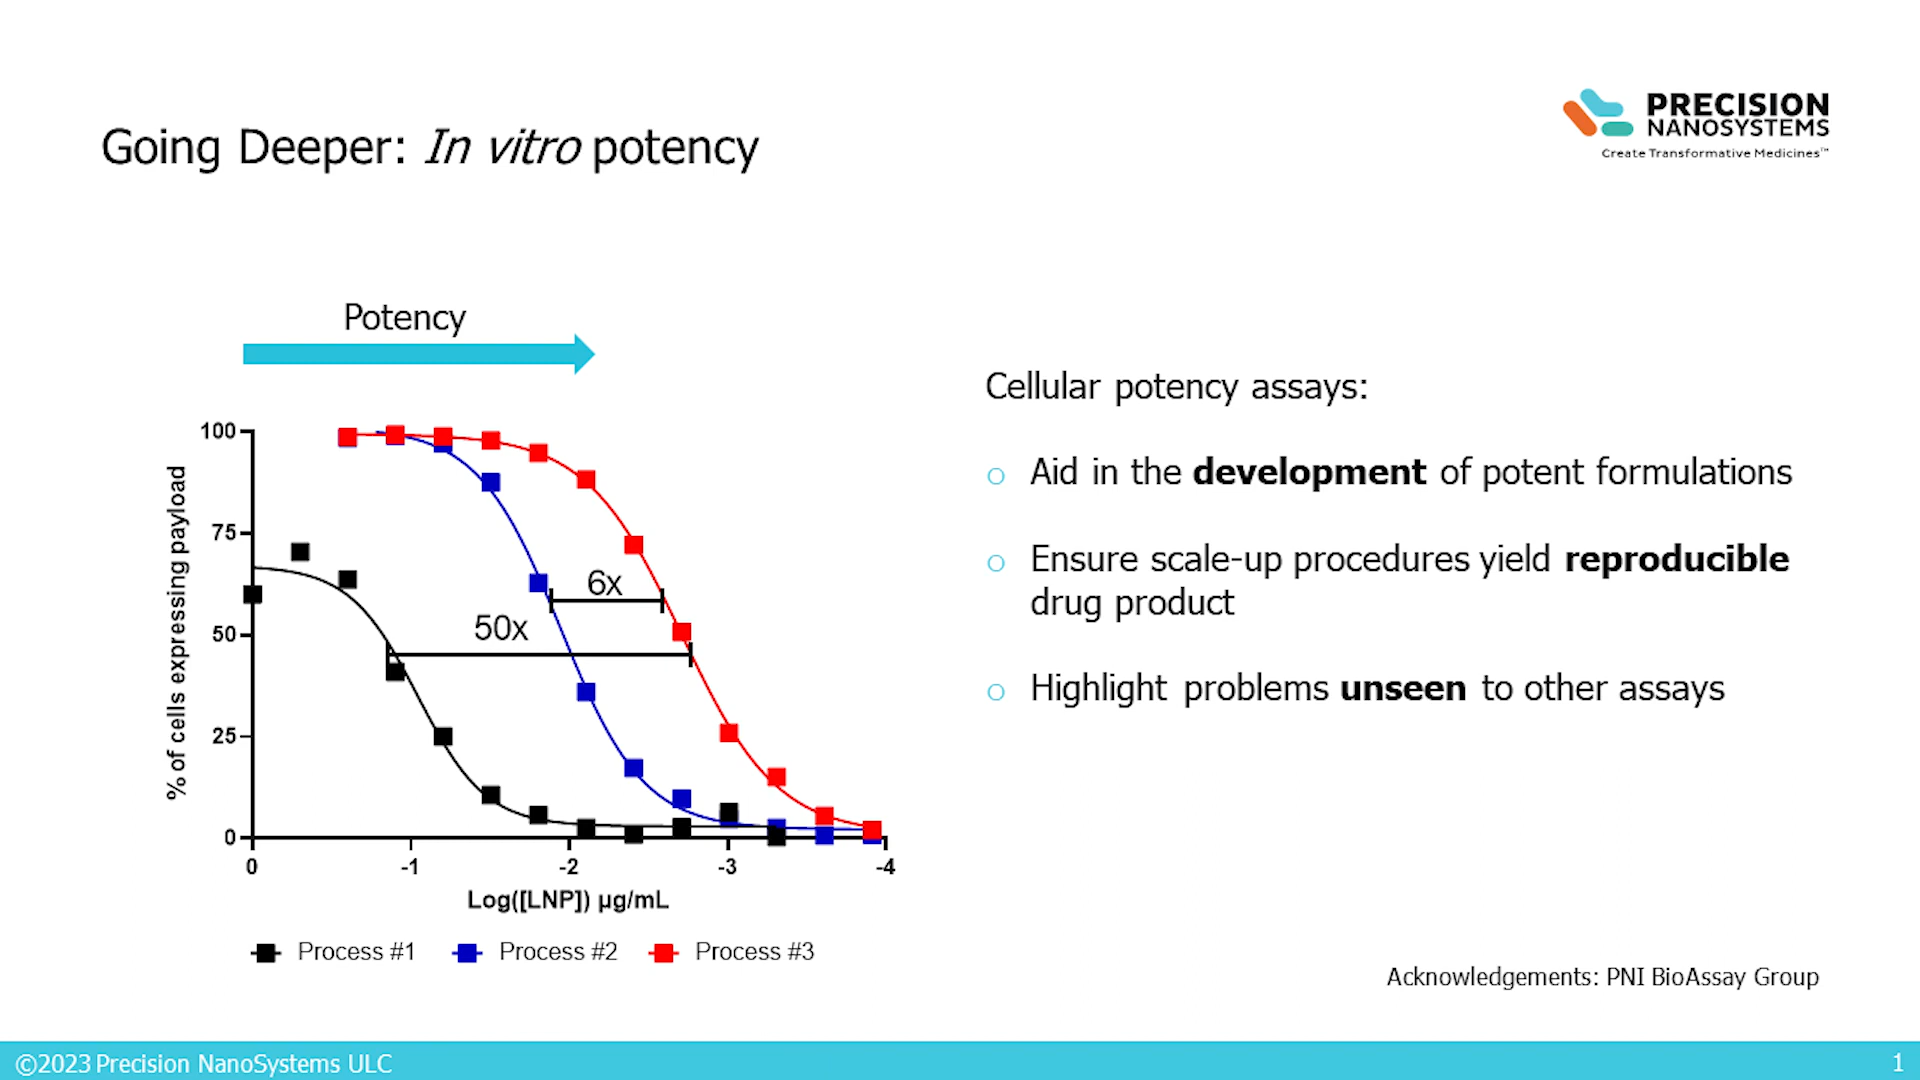 PRECISION
NANOSYSTEMS
Create Transformative Medicines™
Going Deeper: In vitro potency
Potency
100
75
50
25
0
% of cells expressing payload
6x
50x
0 -1 -2 -3 -4
Log([LNP]) µg/mL
Process #1 Process #2 Process #3
Cellular potency assays:
o Aid in the development of potent formulations
o Ensure scale-up procedures yield reproducible
drug product
o Highlight problems unseen to other assays
Acknowledgements: PNI BioAssay Group
©2023 Precision NanoSystems ULC
1